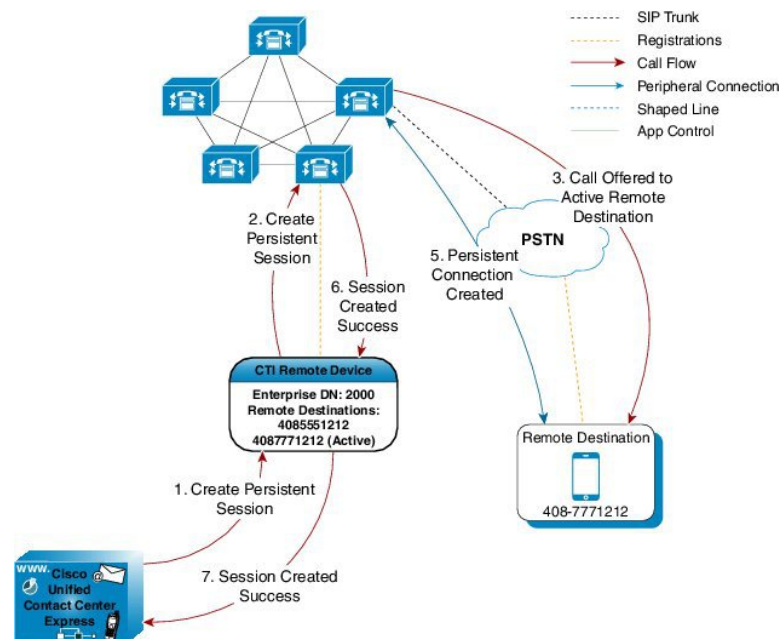 SIP Trunk
Registrations
Call Flow
Peripheral Connection
Shaped Line
App Control
3. Call Offered to
Active Remote
Destination
PSTN
2. Create
Persistent
Session
5. Persistent
Connection
Created
6. Session
Created
Success
CTI Remote Device
Enterprise DN: 2000
Remote Destinations:
4085551212
4087771212 (Active)
Remote Destination
408-7771212
1. Create Persistent
Session
7. Session Created
Success
www.
Cisco
Unified
Contact Center
Express
@